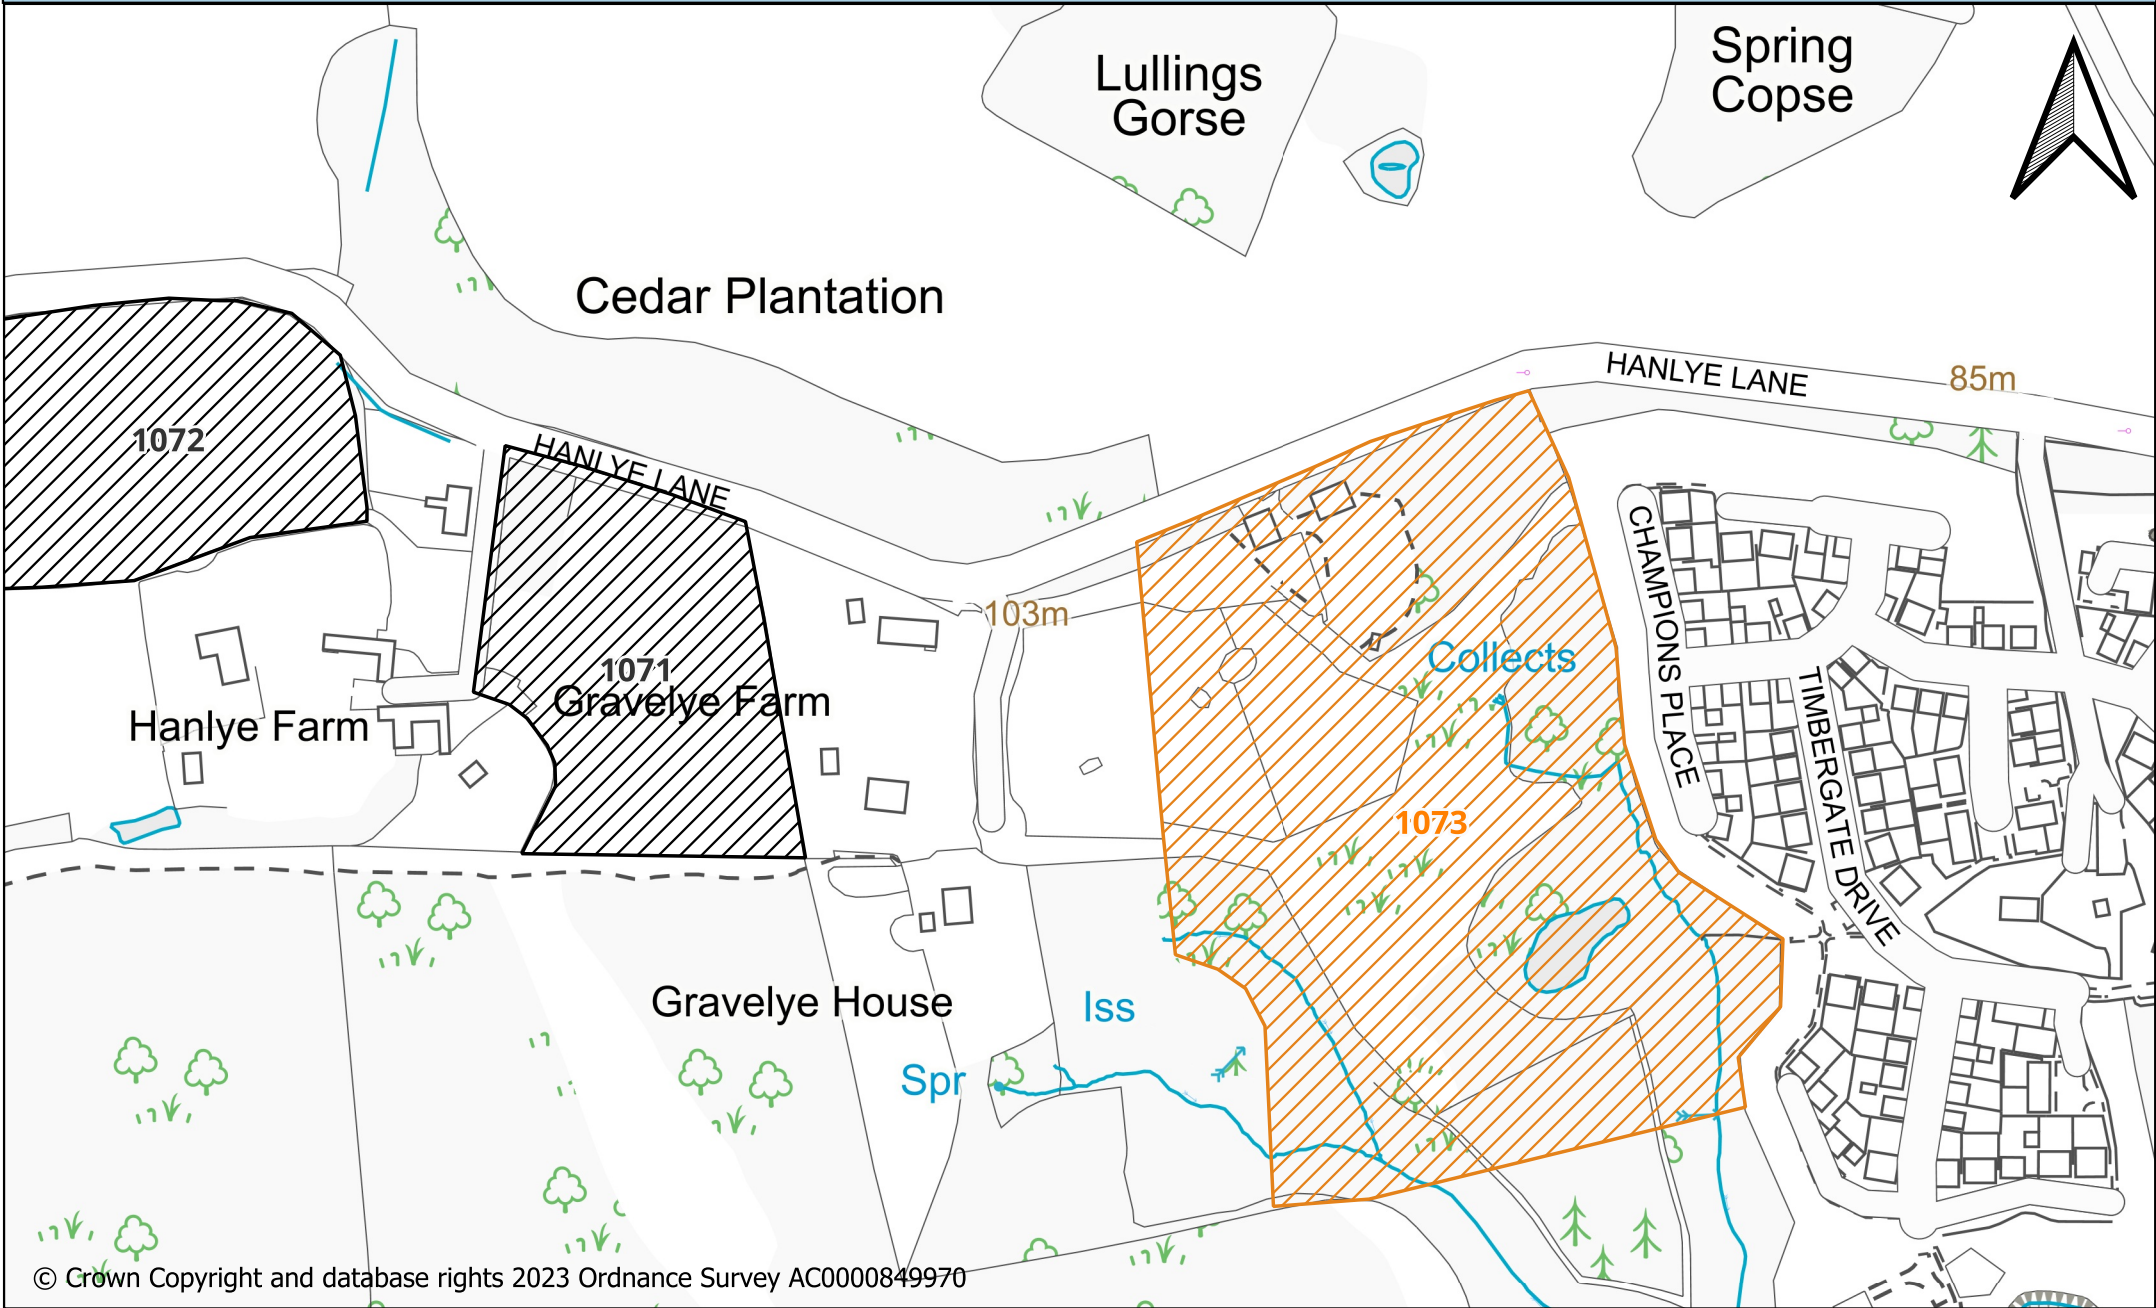 Lullings
Gorse
Spring
Copse
Cedar Plantation
HANLYE LANE
85m
1072
HANLYE LANE
CHAMPIONS PLACE
103m
Collects
1071
Gravelye Farm
TIMBERGATE DRIVE
Hanlye Farm
1073
Gravelye House
Iss
Spr
© Crown Copyright and database rights 2023 Ordnance Survey AC0000849970